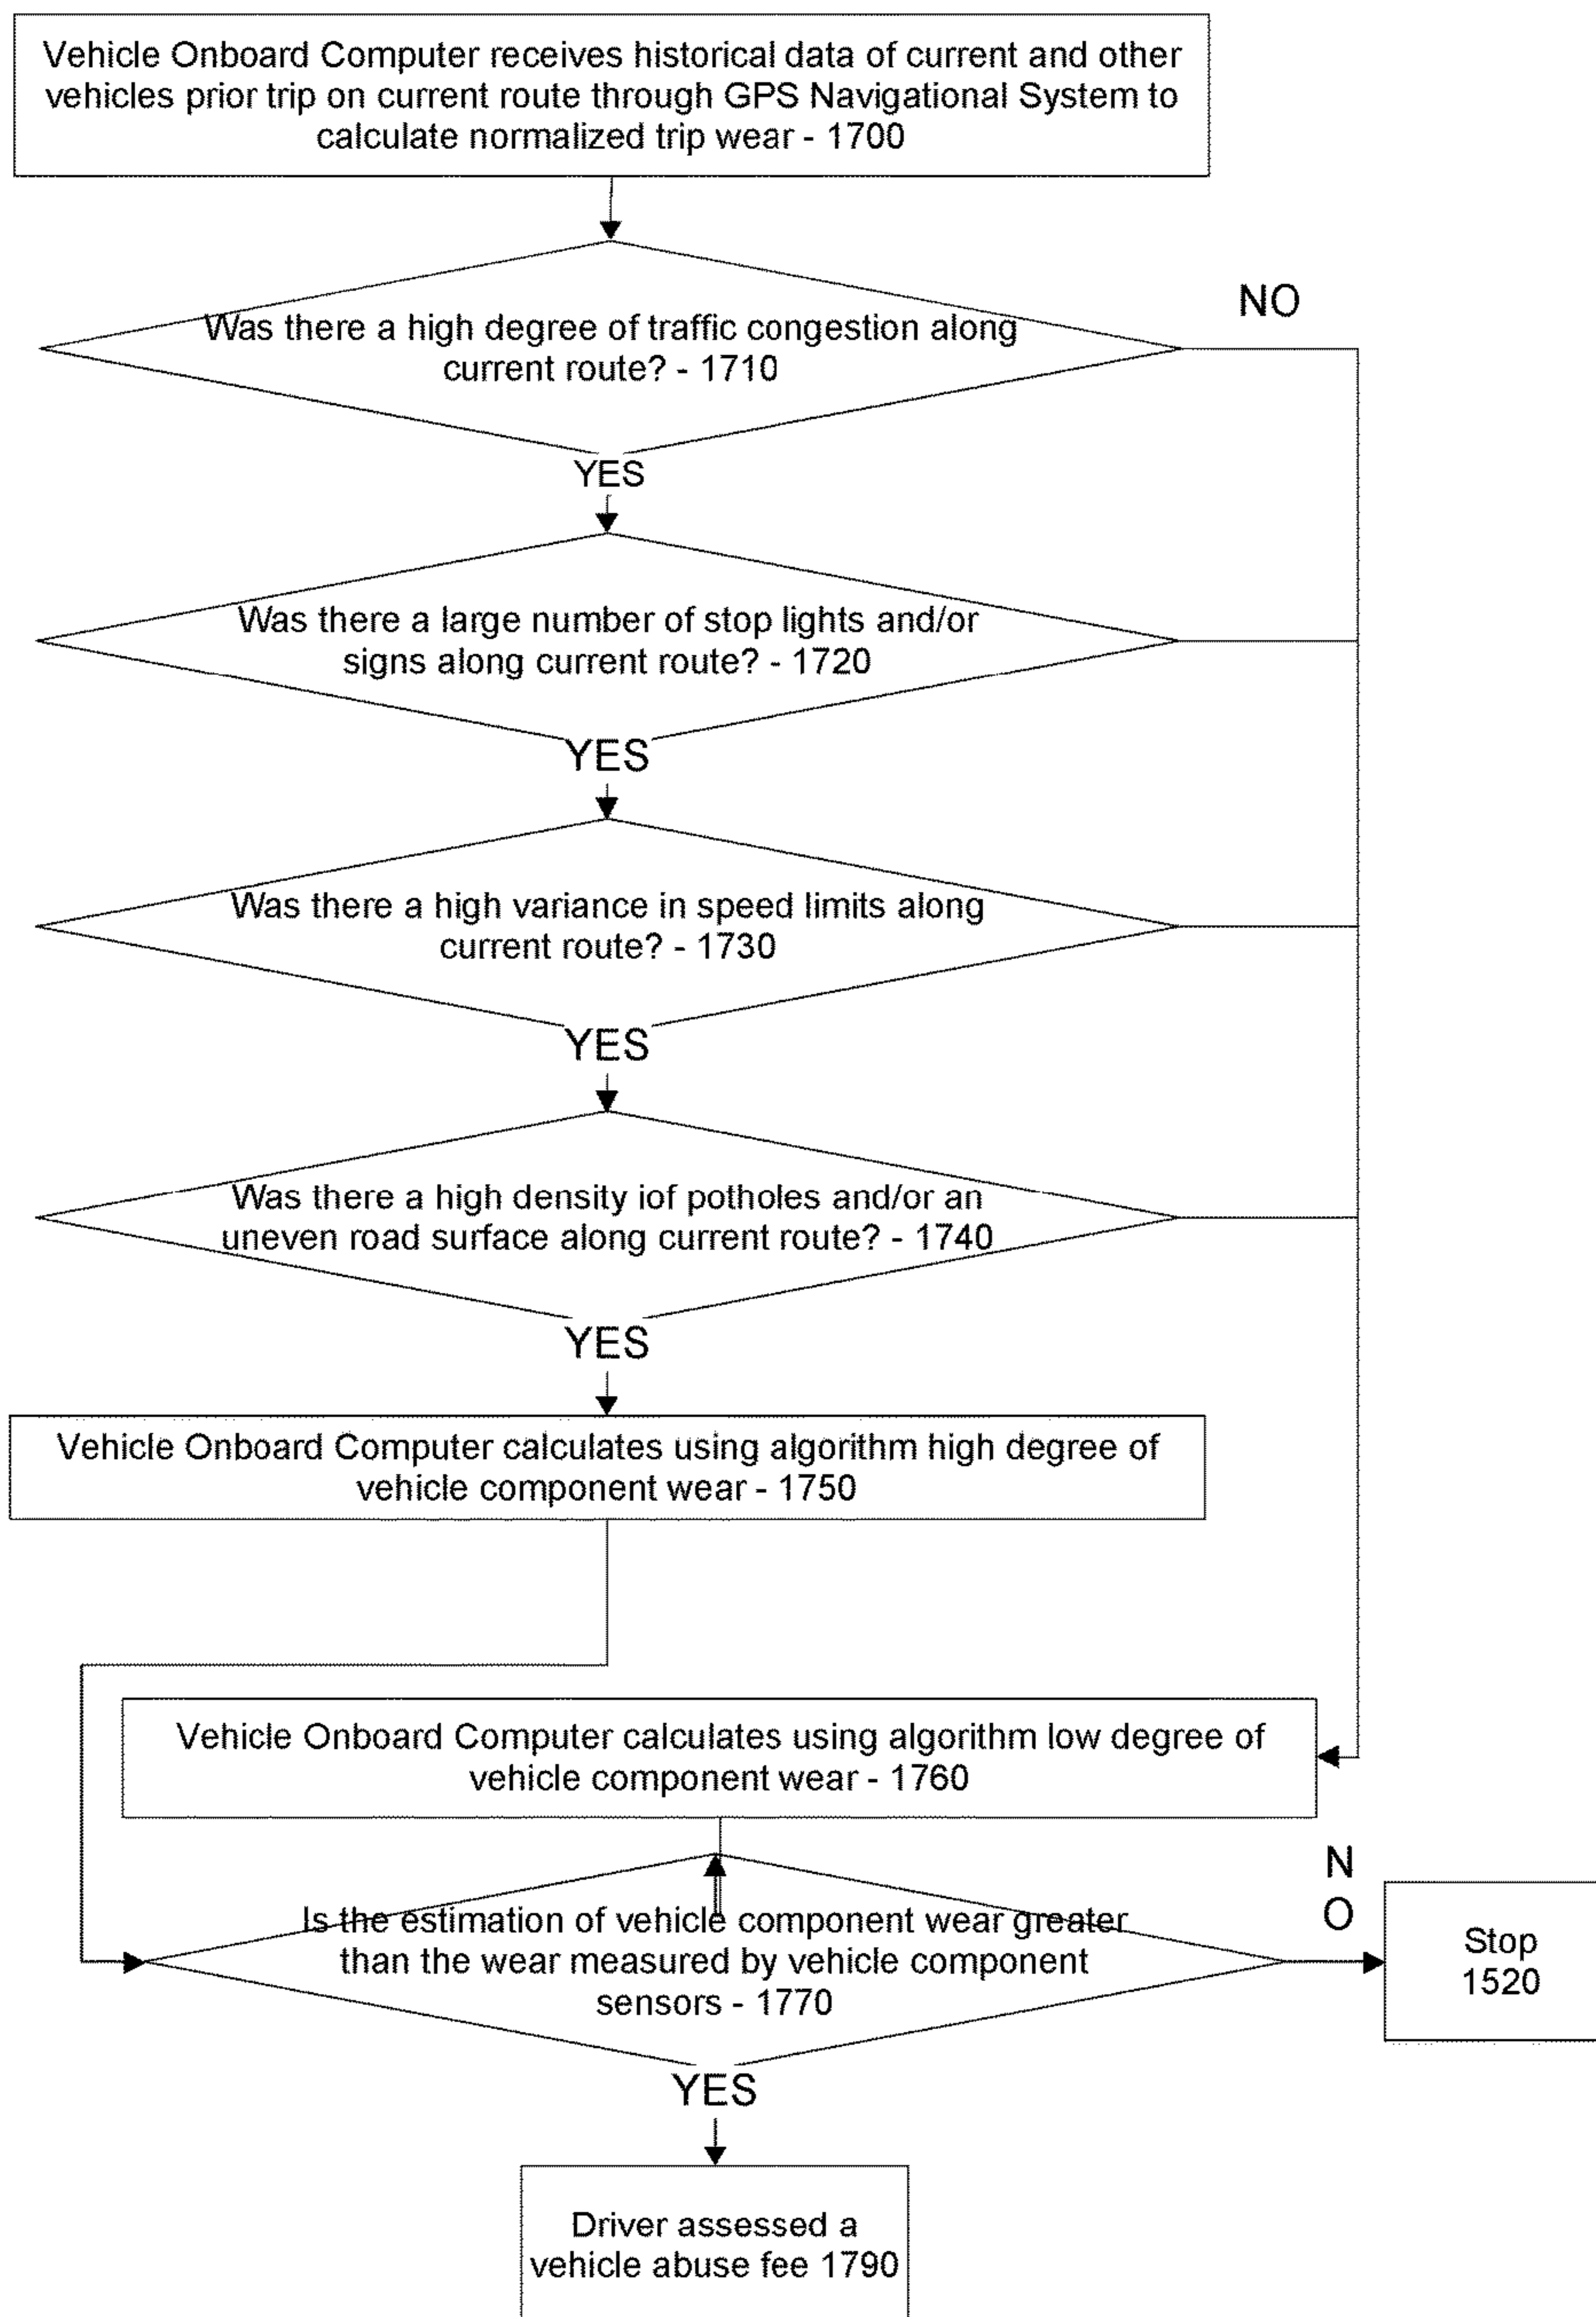 Vehicle Onboard Computer receives historical data of current and other
vehicles prior trip on current route through GPS Navigational System to
calculate normalized trip wear - 1700
NO
Was there a high degree of traffic congestion along
current route? - 1710
YES
Was there a large number of stop lights and/or
signs along current route? - 1720
YES
Was there a high variance in speed limits along
current route? - 1730
YES
Was there a high density iof potholes and/or an
uneven road surface along current route? - 1740
YES
Vehicle Onboard Computer calculates using algorithm high degree of
vehicle component wear - 1750
Vehicle Onboard Computer calculates using algorithm low degree of
vehicle component wear - 1760
N
O
Is the estimation of vehicle component wear greater
than the wear measured by vehicle component
sensors - 1770
Stop
1520
YES
Driver assessed a
vehicle abuse fee 1790